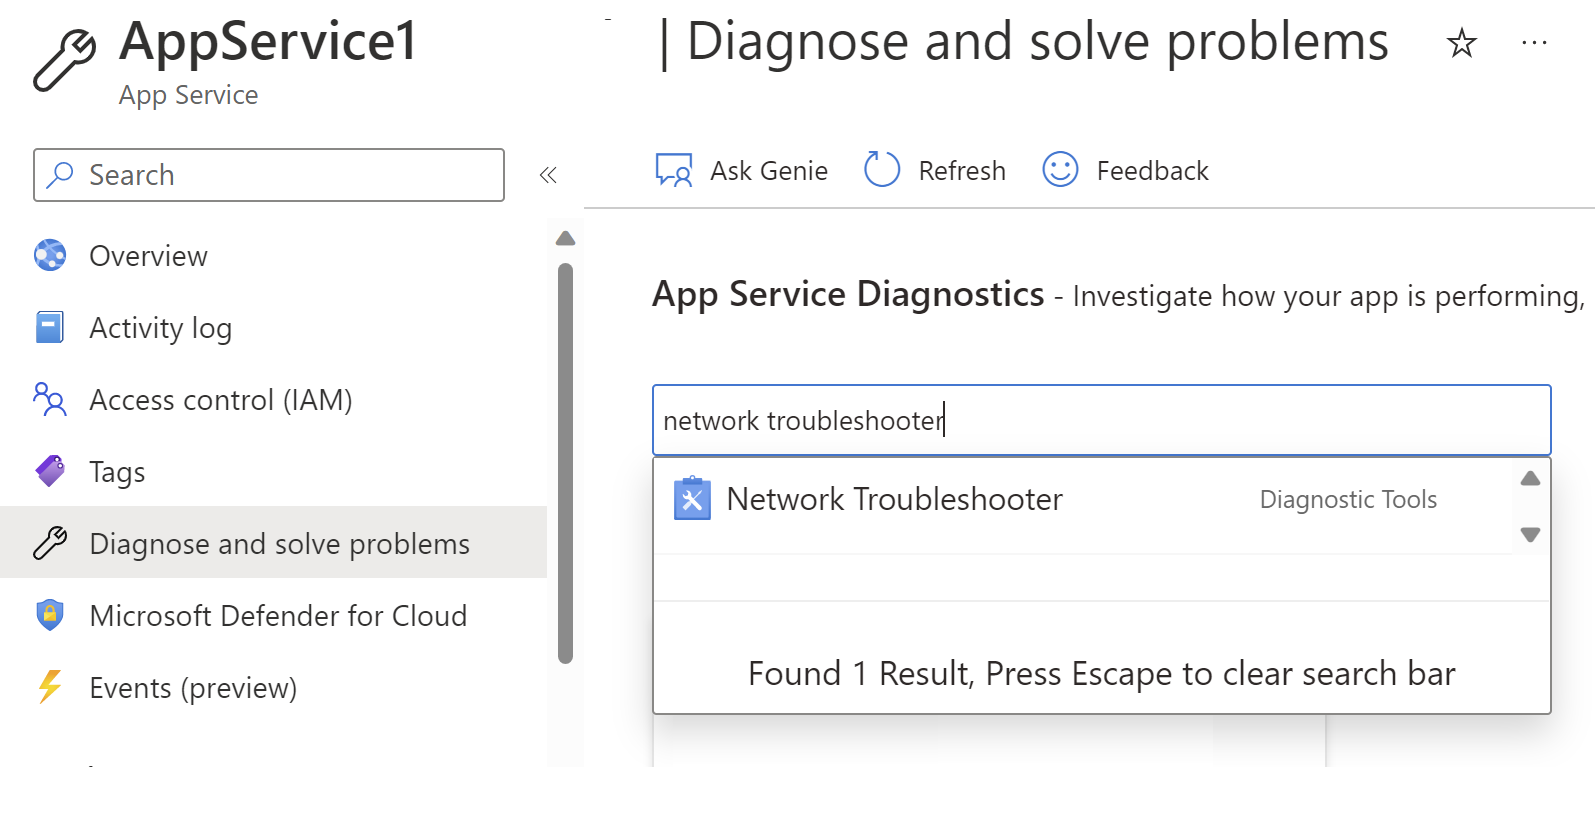 AppService1 | Diagnose and solve problems
App Service
Search
Overview
Activity log
Access control (IAM)
Tags
Diagnose and solve problems
Microsoft Defender for Cloud
Events (preview)
Ask Genie
Refresh
Feedback
App Service Diagnostics - Investigate how your app is performing,
network troubleshooter
Network Troubleshooter
Diagnostic Tools
Found 1 Result, Press Escape to clear search bar